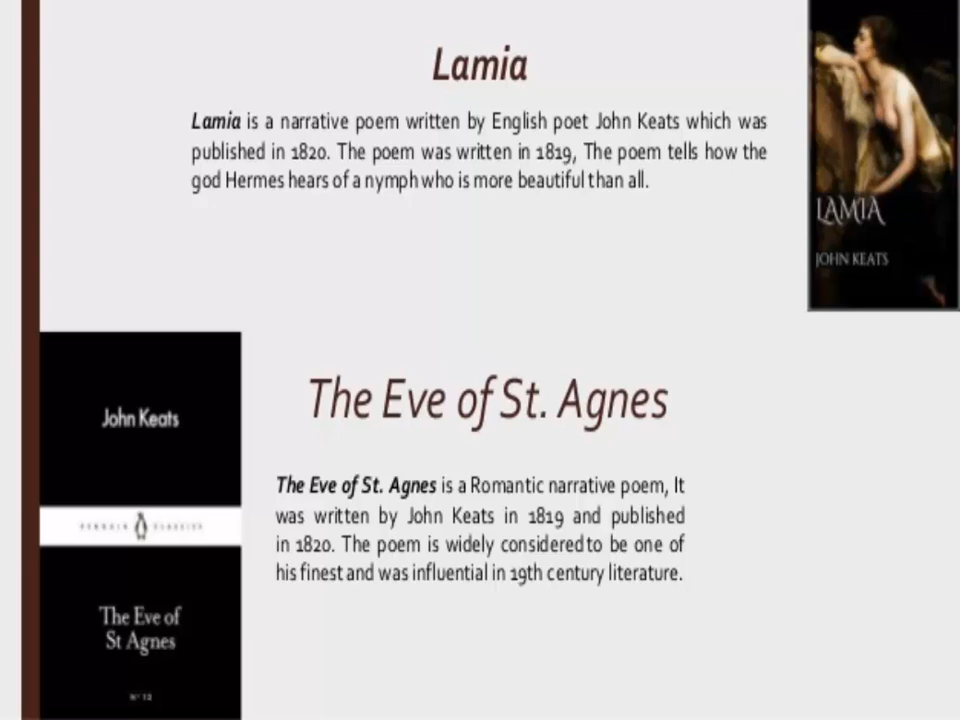 Lamia
Lamia is a narrative poem written by English poet John Keats which was
published in 1820. The poem was written in 1819, The poem tells how the
god Hermes hears of a nymph who is more beautiful than all.
LAMIA
JOHN KEATS
John Keats
PENGUIN CLASSICS
The Eve of
St Agnes
Nº 13
The Eve of St. Agnes
The Eve of St. Agnes is a Romantic narrative poem, It
was written by John Keats in 1819 and published
in 1820. The poem is widely considered to be one of
his finest and was influential in 19th century literature.